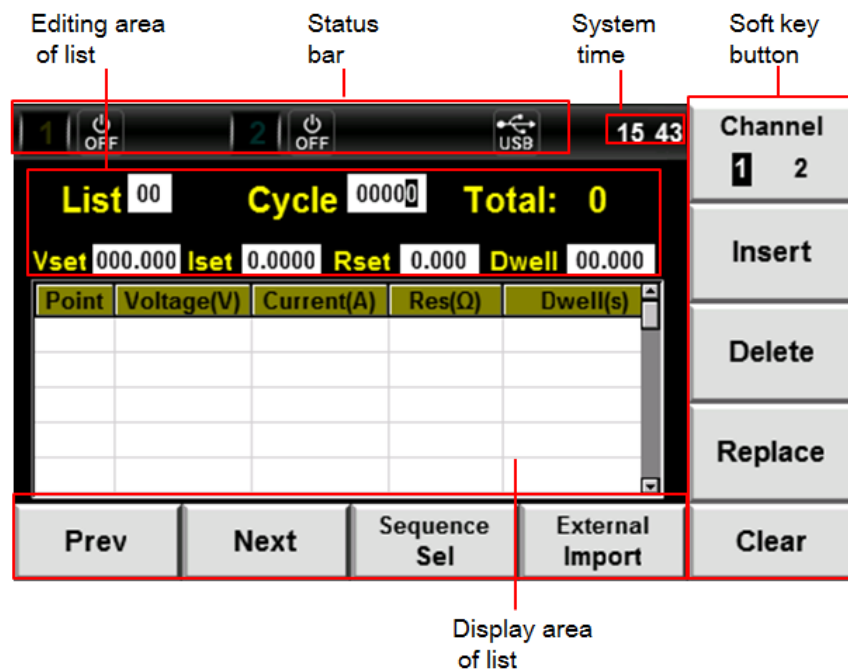 Editing area
of list
Status
bar
System
time
Soft key
button
1 OFF 2 OFF USB 15 43
Channel
1 2
List 00 Cycle 00000 Total: 0
Vset 000.000 Iset 0.0000 Rset 0.000 Dwell 00.000
Insert
Point Voltage(V) Current(A) Res(Ω) Dwell(s)
Delete
Replace
Prev
Next
Sequence
Sel
External
Import
Clear
Display area
of list